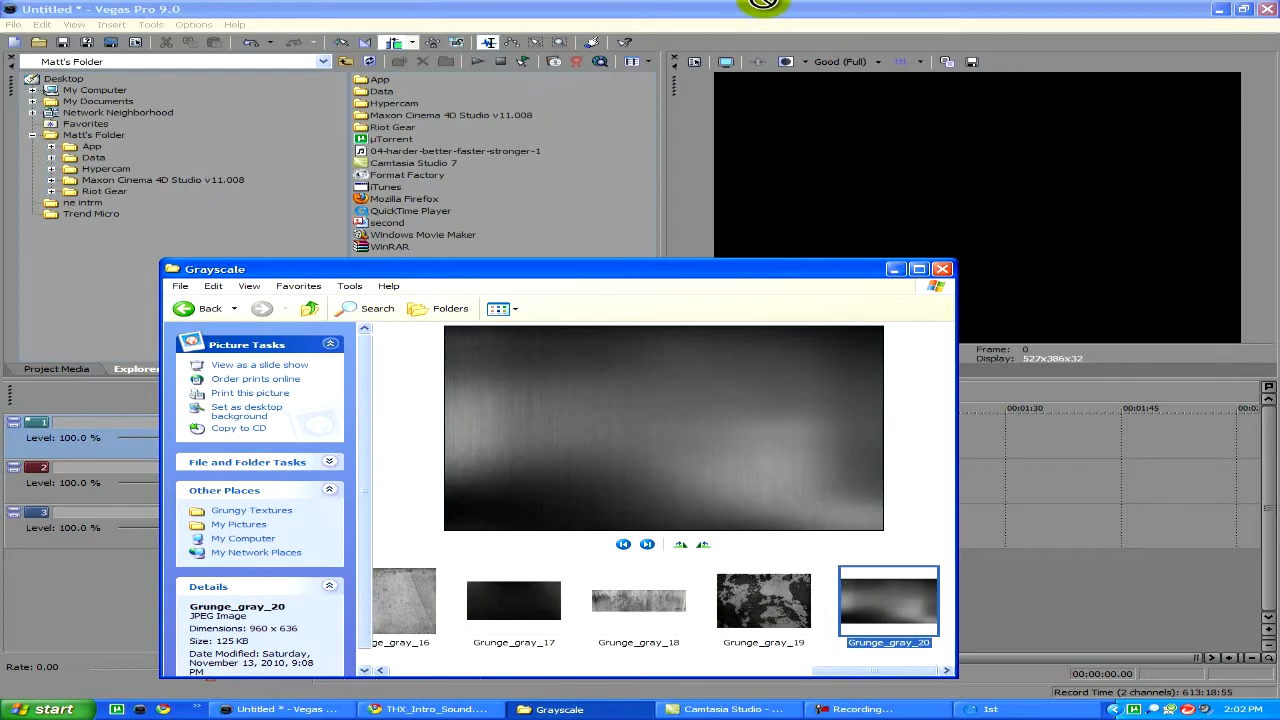 Untitled * - Vegas Pro 9.0
File Edit View Insert Tools Options Help
Matt's Folder
Good (Full)
Desktop
My Computer
My Documents
Network Neighborhood
Favorites
Matt's Folder
App
Data
Hypercam
Maxon Cinema 4D Studio v11.008
Riot Gear
ne intrm
Trend Micro
App
Data
Hypercam
Maxon Cinema 4D Studio v11.008
Riot Gear
µTorrent
04-harder-better-faster-stronger-1
Camtasia Studio 7
Format Factory
iTunes
Mozilla Firefox
QuickTime Player
second
Windows Movie Maker
WinRAR
Frame: 0
Display: 527x386x32
Project Media Explorer
Grayscale
File Edit View Favorites Tools Help
Back Search Folders
Picture Tasks
View as a slide show
Order prints online
Print this picture
Set as desktop
background
Copy to CD
File and Folder Tasks
Other Places
Grungy Textures
My Pictures
My Computer
My Network Places
Details
Grunge_gray_20
JPEG Image
Dimensions: 960 x 636
Size: 125 KB
Date Modified: Saturday,
November 13, 2010, 9:08
PM
ge_gray_16 Grunge_gray_17 Grunge_gray_18 Grunge_gray_19 Grunge_gray_20
1
Level: 100.0 %
2
Level: 100.0 %
3
Level: 100.0 %
00:01:30 00:01:45 00:0
Rate: 0.00
00:00:00.00
Record Time (2 channels): 613:18:55
start Untitled * - Vegas ... THX_Intro_Sound.... Grayscale Camtasia Studio - ... Recording... 1st 2:02 PM